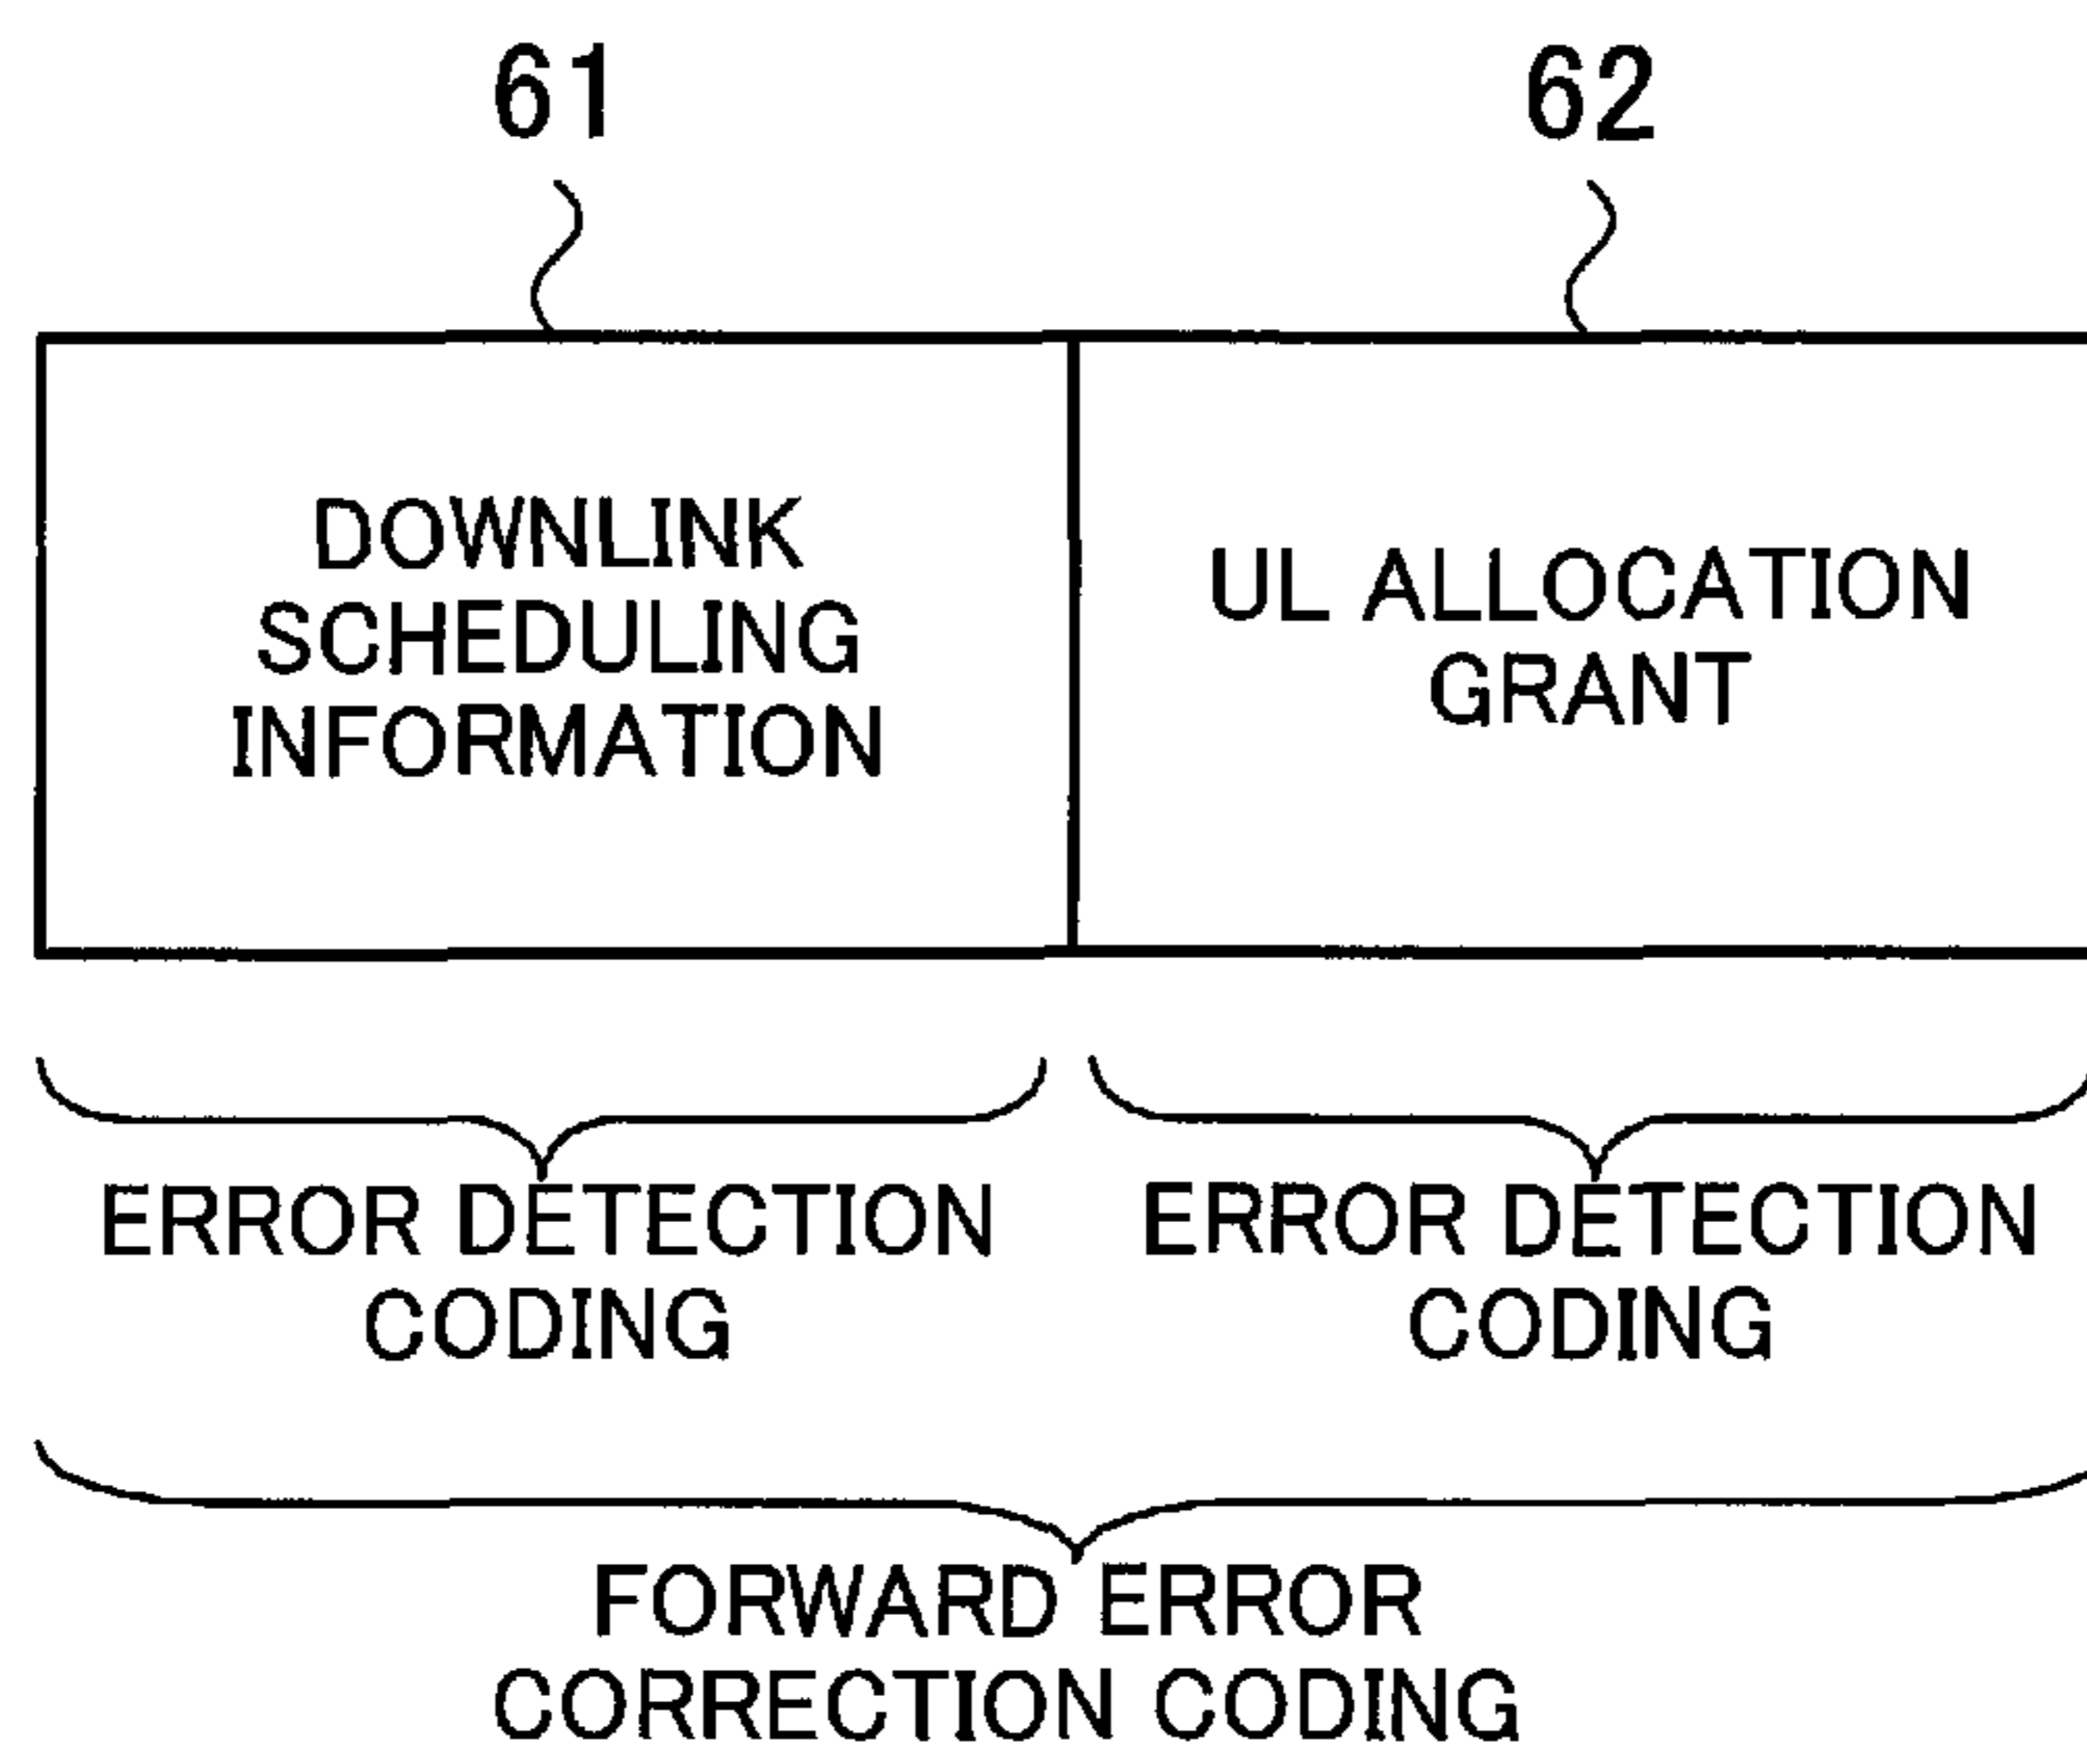 61
62
DOWNLINK
SCHEDULING
INFORMATION
UL ALLOCATION
GRANT
ERROR DETECTION
CODING
ERROR DETECTION
CODING
FORWARD ERROR
CORRECTION CODING